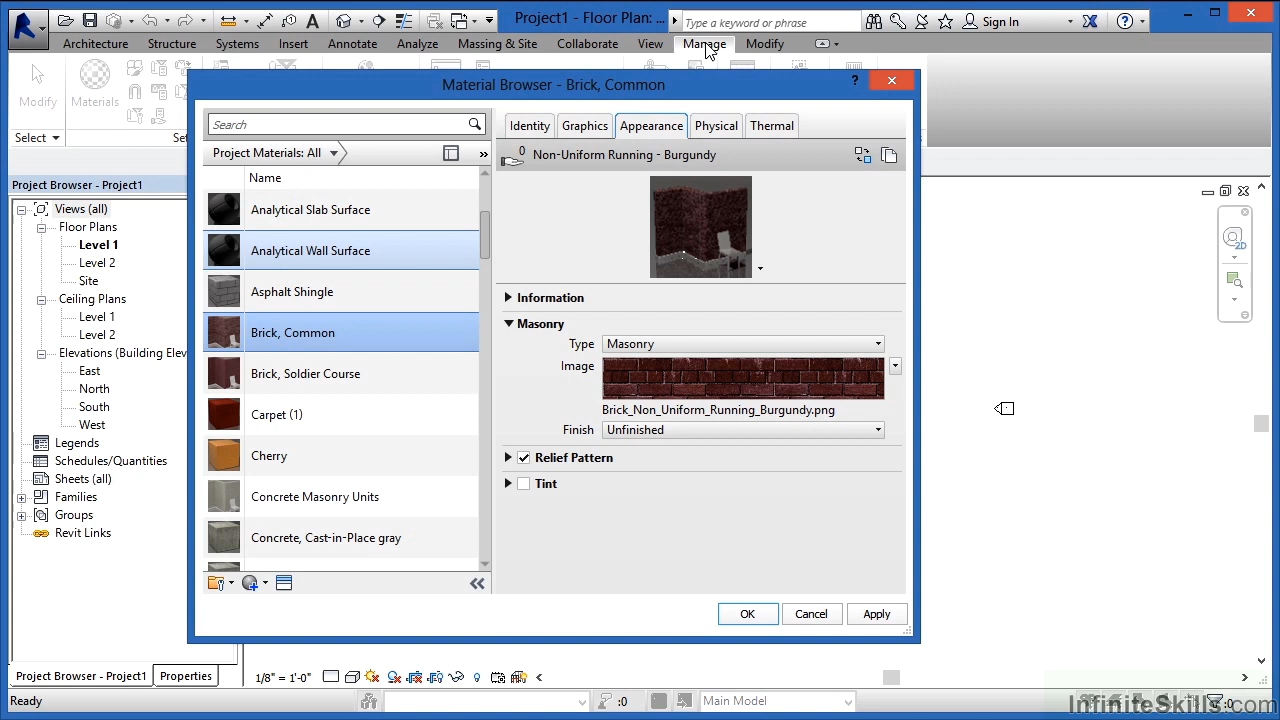 Project1 - Floor Plan: ...
Type a keyword or phrase
Sign In
Architecture Structure Systems Insert Annotate Analyze Massing & Site Collaborate View Manage Modify
Modify
Materials
Select
Set
Material Browser - Brick, Common
Search
Project Materials: All
Name
Analytical Slab Surface
Analytical Wall Surface
Asphalt Shingle
Brick, Common
Brick, Soldier Course
Carpet (1)
Cherry
Concrete Masonry Units
Concrete, Cast-in-Place gray
Identity Graphics Appearance Physical Thermal
0
Non-Uniform Running - Burgundy
Information
Masonry
Type Masonry
Image
Brick_Non_Uniform_Running_Burgundy.png
Finish Unfinished
Relief Pattern
Tint
OK Cancel Apply
Project Browser - Project1
Views (all)
Floor Plans
Level 1
Level 2
Site
Ceiling Plans
Level 1
Level 2
Elevations (Building Elev
East
North
South
West
Legends
Schedules/Quantities
Sheets (all)
Families
Groups
Revit Links
2D
Project Browser - Project1 Properties
1/8" = 1'-0"
Ready
:0
Main Model
:0
InfiniteSkills.com